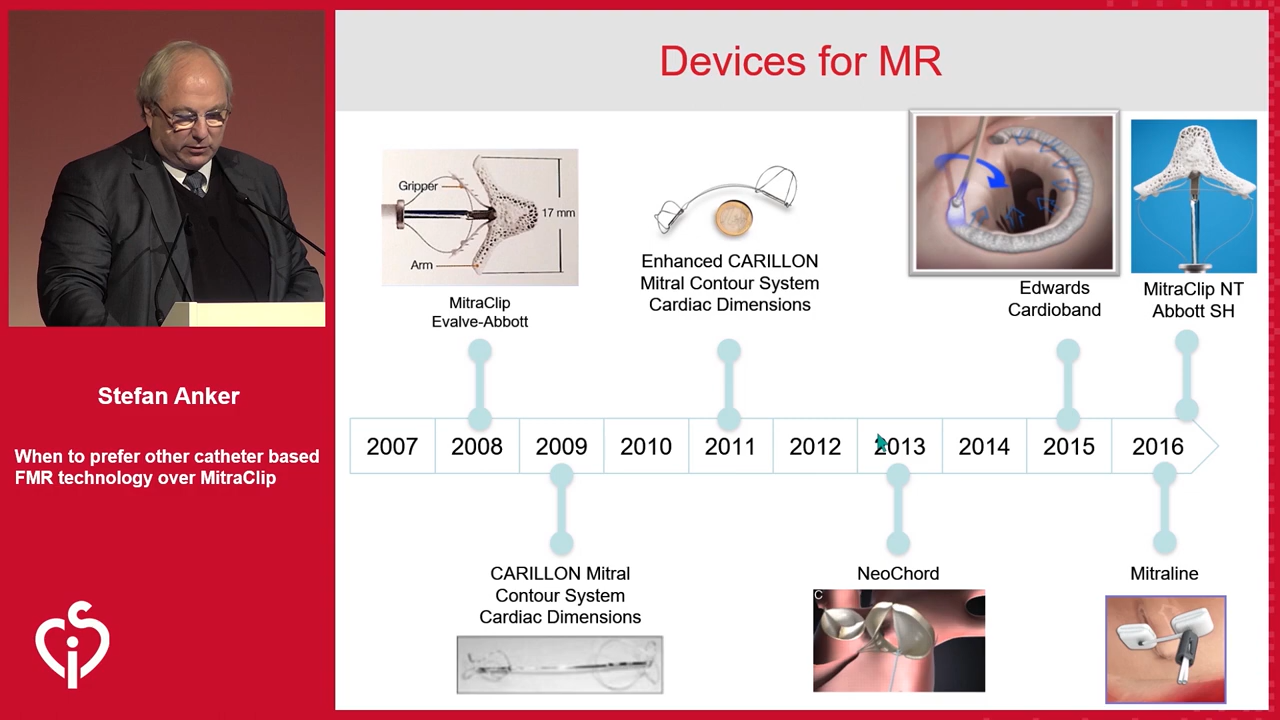 Devices for MR
Gripper
17 mm
Arm
MitraClip
Evalve-Abbott
Enhanced CARILLON
Mitral Contour System
Cardiac Dimensions
Edwards
Cardioband
MitraClip NT
Abbott SH
2007
2008
2009
2010
2011
2012
2013
2014
2015
2016
CARILLON Mitral
Contour System
Cardiac Dimensions
NeoChord
C
Mitraline
Stefan Anker
When to prefer other catheter based
FMR technology over MitraClip